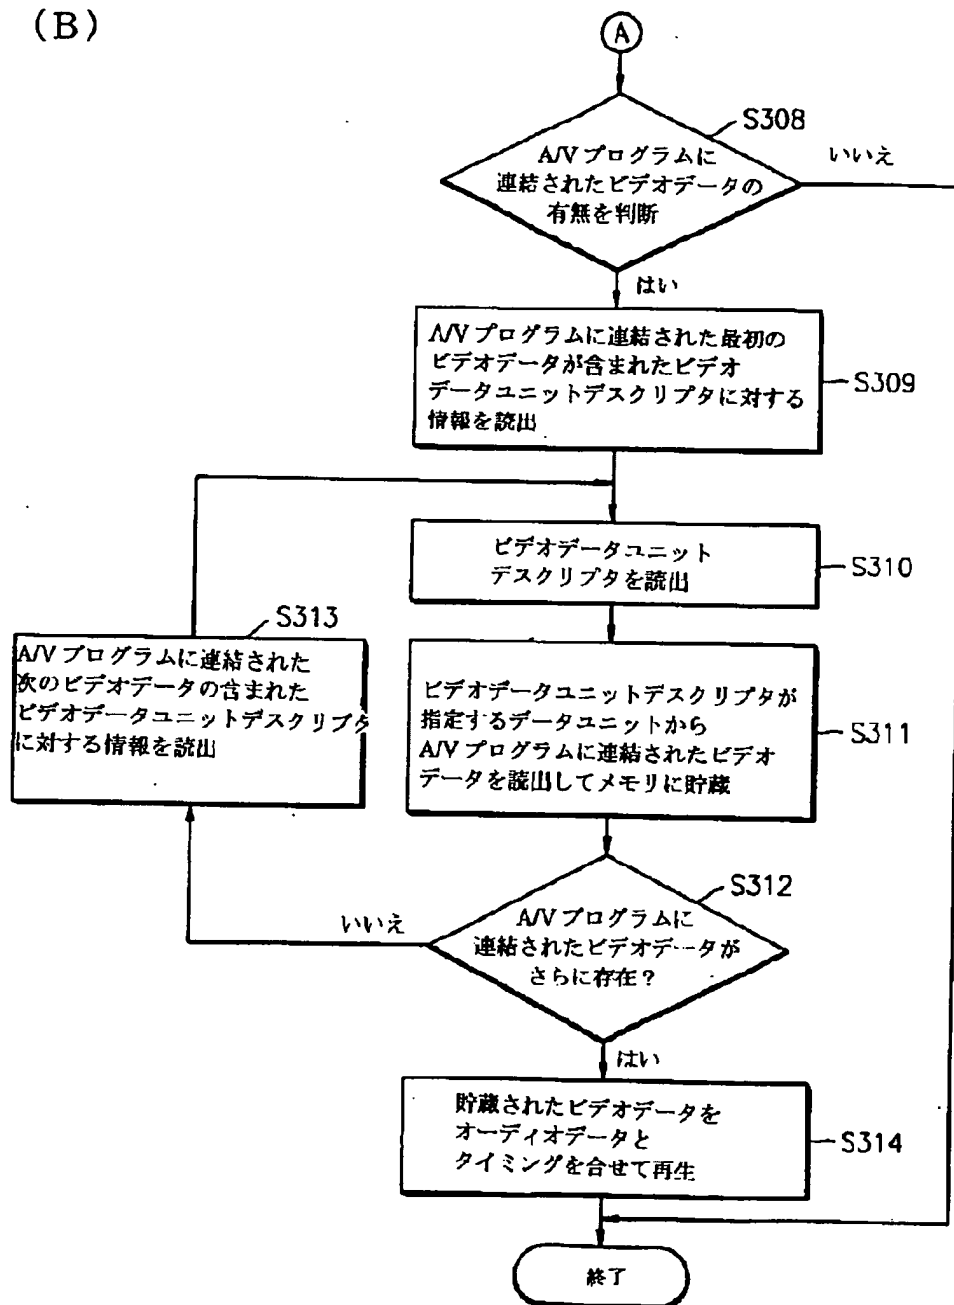 (B)
A
S308
A/Vプログラムに
連結されたビデオデータの
有無を判断
いいえ
はい
A/Vプログラムに連結された最初の
ビデオデータが含まれたビデオ
データユニットデスクリプタに対する
情報を読出
S309
ビデオデータユニット
デスクリプタを読出
S310
S313
A/Vプログラムに連結された
次のビデオデータの含まれた
ビデオデータユニットデスクリプタ
に対する情報を読出
ビデオデータユニットデスクリプタが
指定するデータユニットから
A/Vプログラムに連結されたビデオ
データを読出してメモリに貯蔵
S311
S312
A/Vプログラムに
連結されたビデオデータが
さらに存在?
いいえ
はい
貯蔵されたビデオデータを
オーディオデータと
タイミングを合せて再生
S314
終了